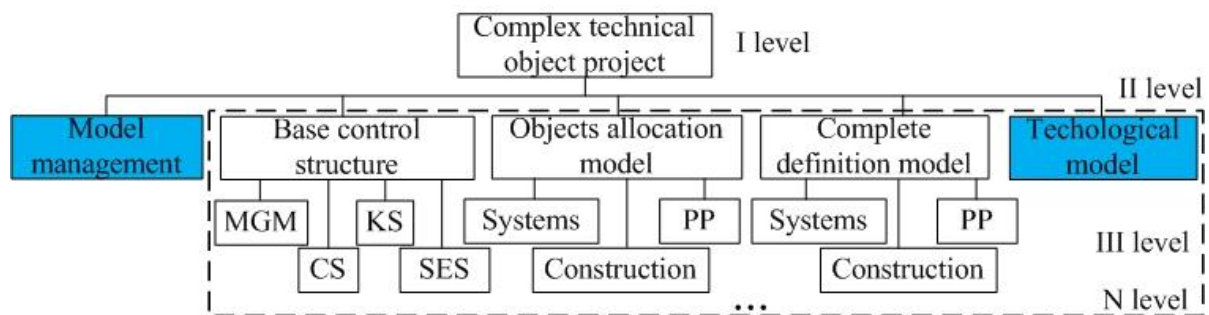 Complex technical
object project
I level
II level
Model
management
Base control
structure
Objects allocation
model
Complete
definition model
Techological
model
MGM
KS
Systems
PP
Systems
PP
CS
SES
Construction
Construction
III level
...
N level